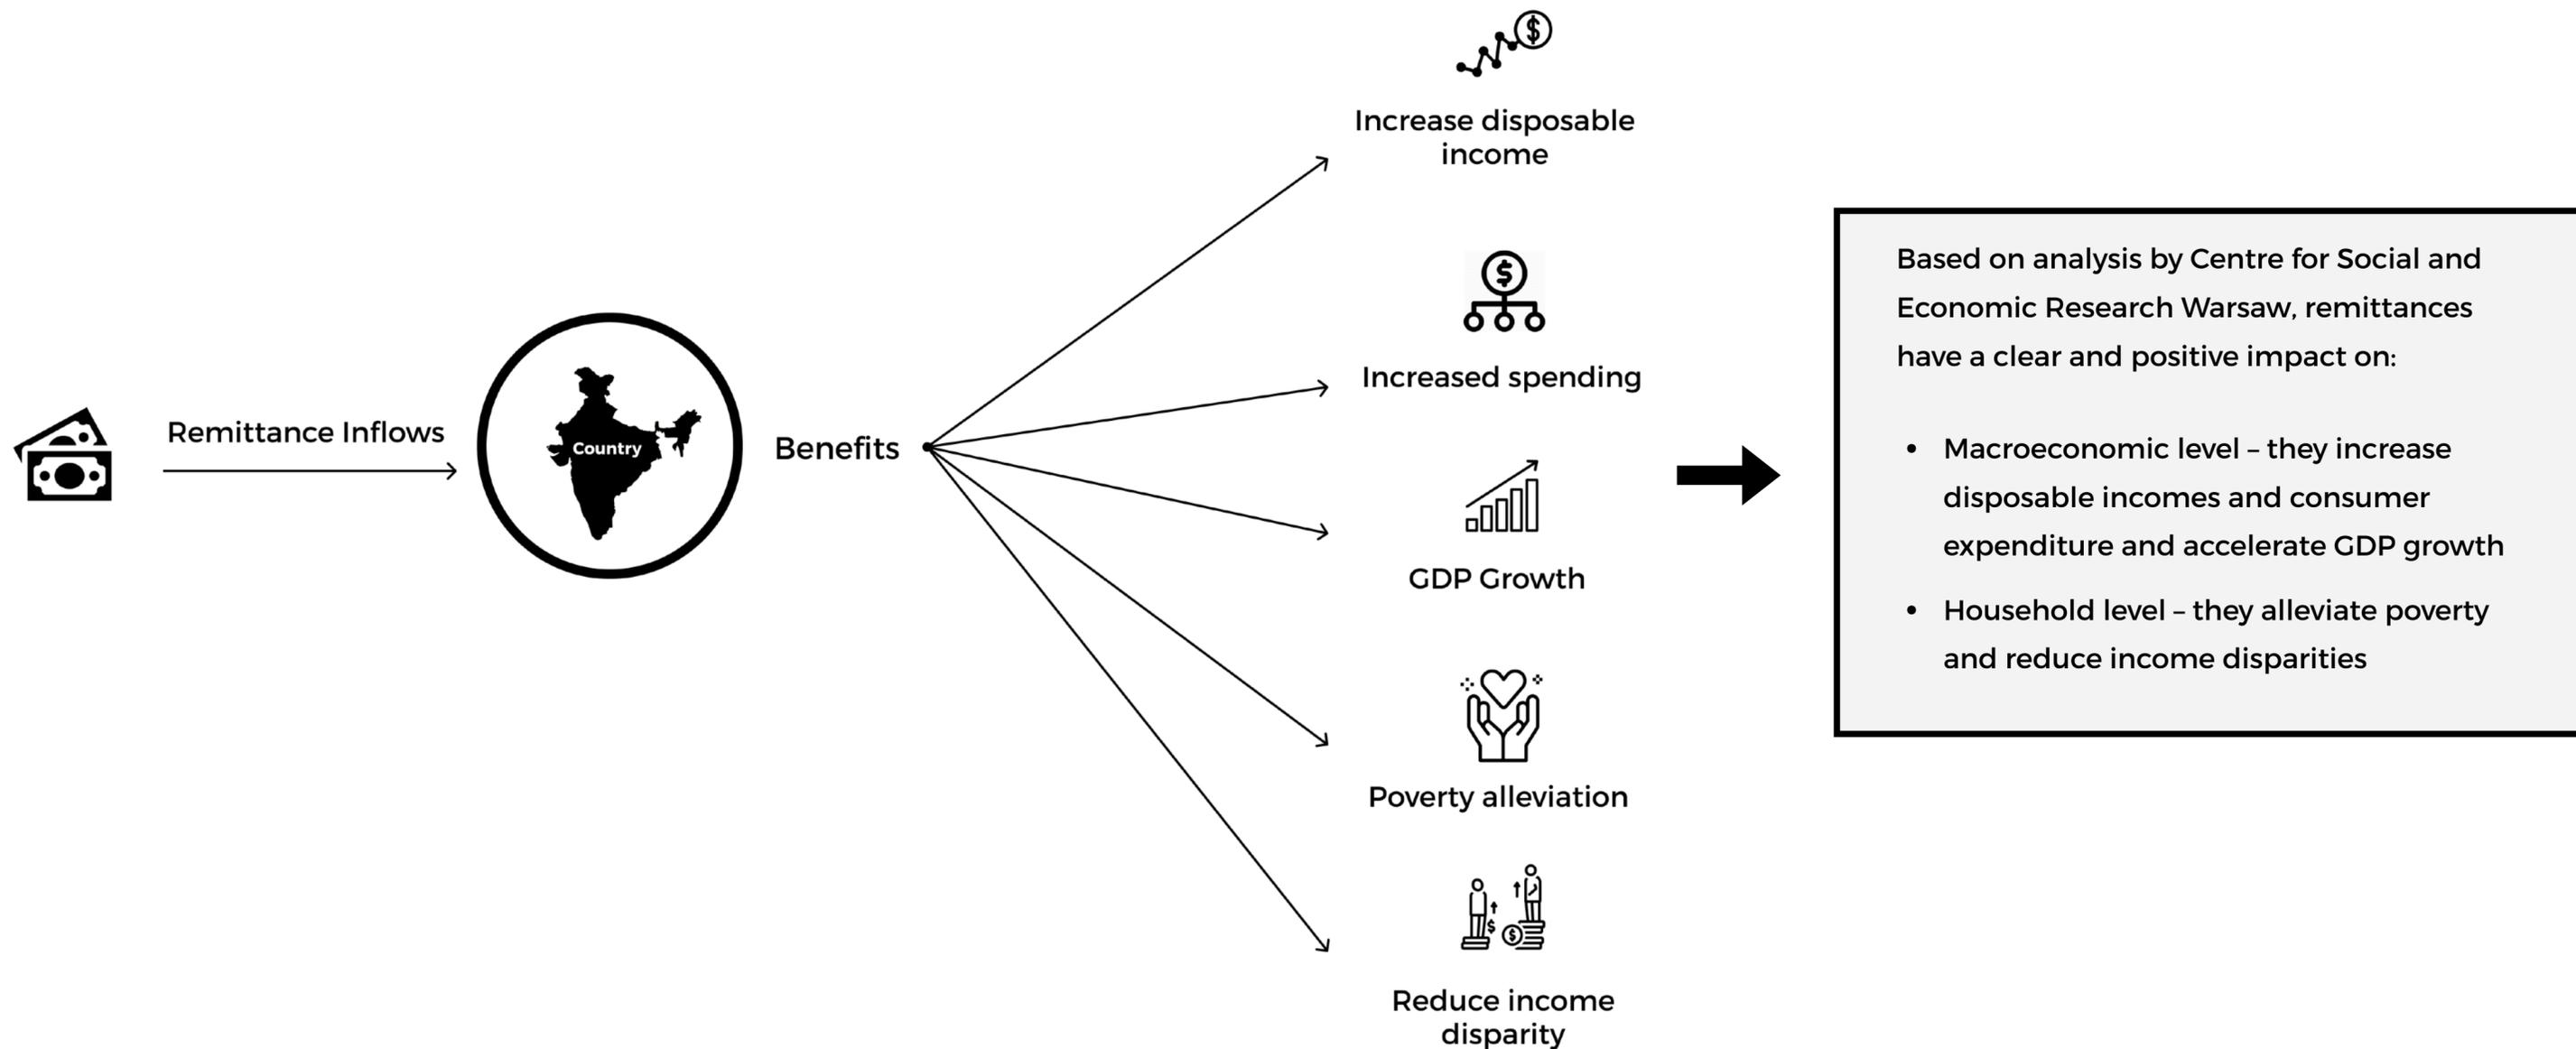 Remittance Inflows
Country
Benefits
Increase disposable
income
Increased spending
GDP Growth
Poverty alleviation
Reduce income
disparity
Based on analysis by Centre for Social and
Economic Research Warsaw, remittances
have a clear and positive impact on:
• Macroeconomic level – they increase
disposable incomes and consumer
expenditure and accelerate GDP growth
• Household level – they alleviate poverty
and reduce income disparities